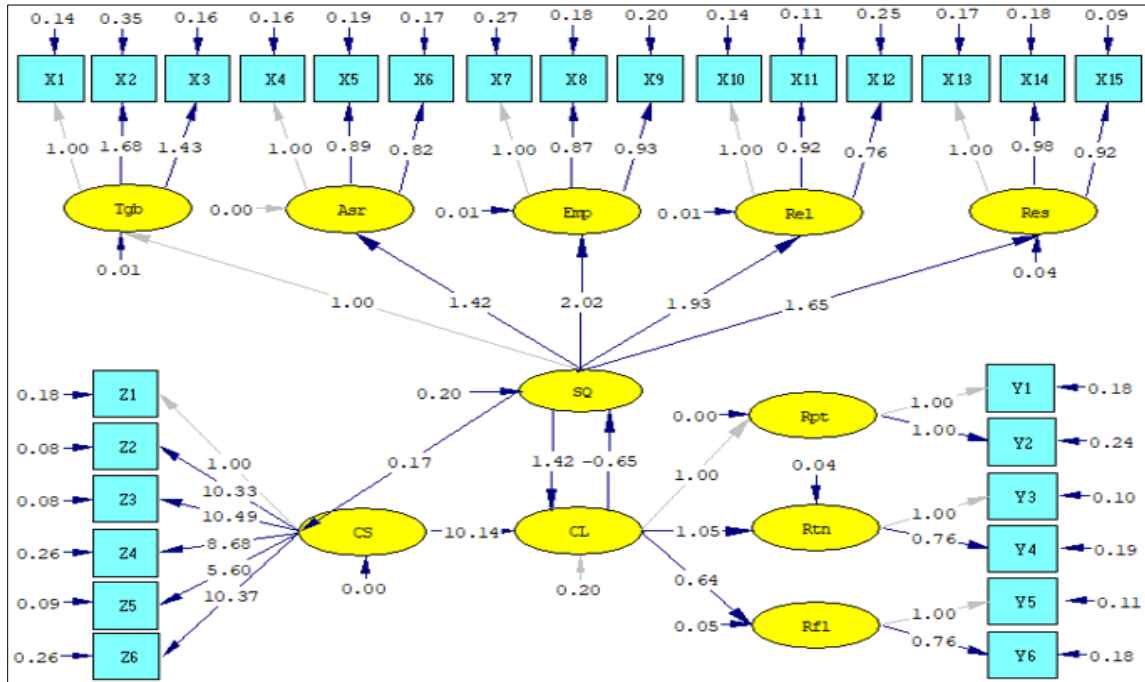 0.14 0.35 0.16 0.16 0.19 0.17 0.27 0.18 0.20 0.14 0.11 0.25 0.17 0.18 0.09
X1 X2 X3 X4 X5 X6 X7 X8 X9 X10 X11 X12 X13 X14 X15
1.00 1.68 1.43 1.00 0.89 0.82 1.00 0.87 0.93 1.00 0.92 0.76 1.00 0.98 0.92
Tgb 0.00 Asr 0.01 Emp 0.01 Rel Res
0.01 0.04
1.00 1.42 2.02 1.93 1.65
0.20 SQ
0.18 Z1
0.08 Z2
0.08 Z3
0.26 Z4
0.09 Z5
0.26 Z6
1.00
10.33
10.49
8.68
5.60
10.37
0.17
CS 10.14 CL
0.00 0.20
1.42 -0.65
1.00
1.05
0.64
0.00 Rpt
0.04
Rtn
0.05 Rfl
1.00 Y1 0.18
1.00 Y2 0.24
1.00 Y3 0.10
0.76 Y4 0.19
1.00 Y5 0.11
0.76 Y6 0.18